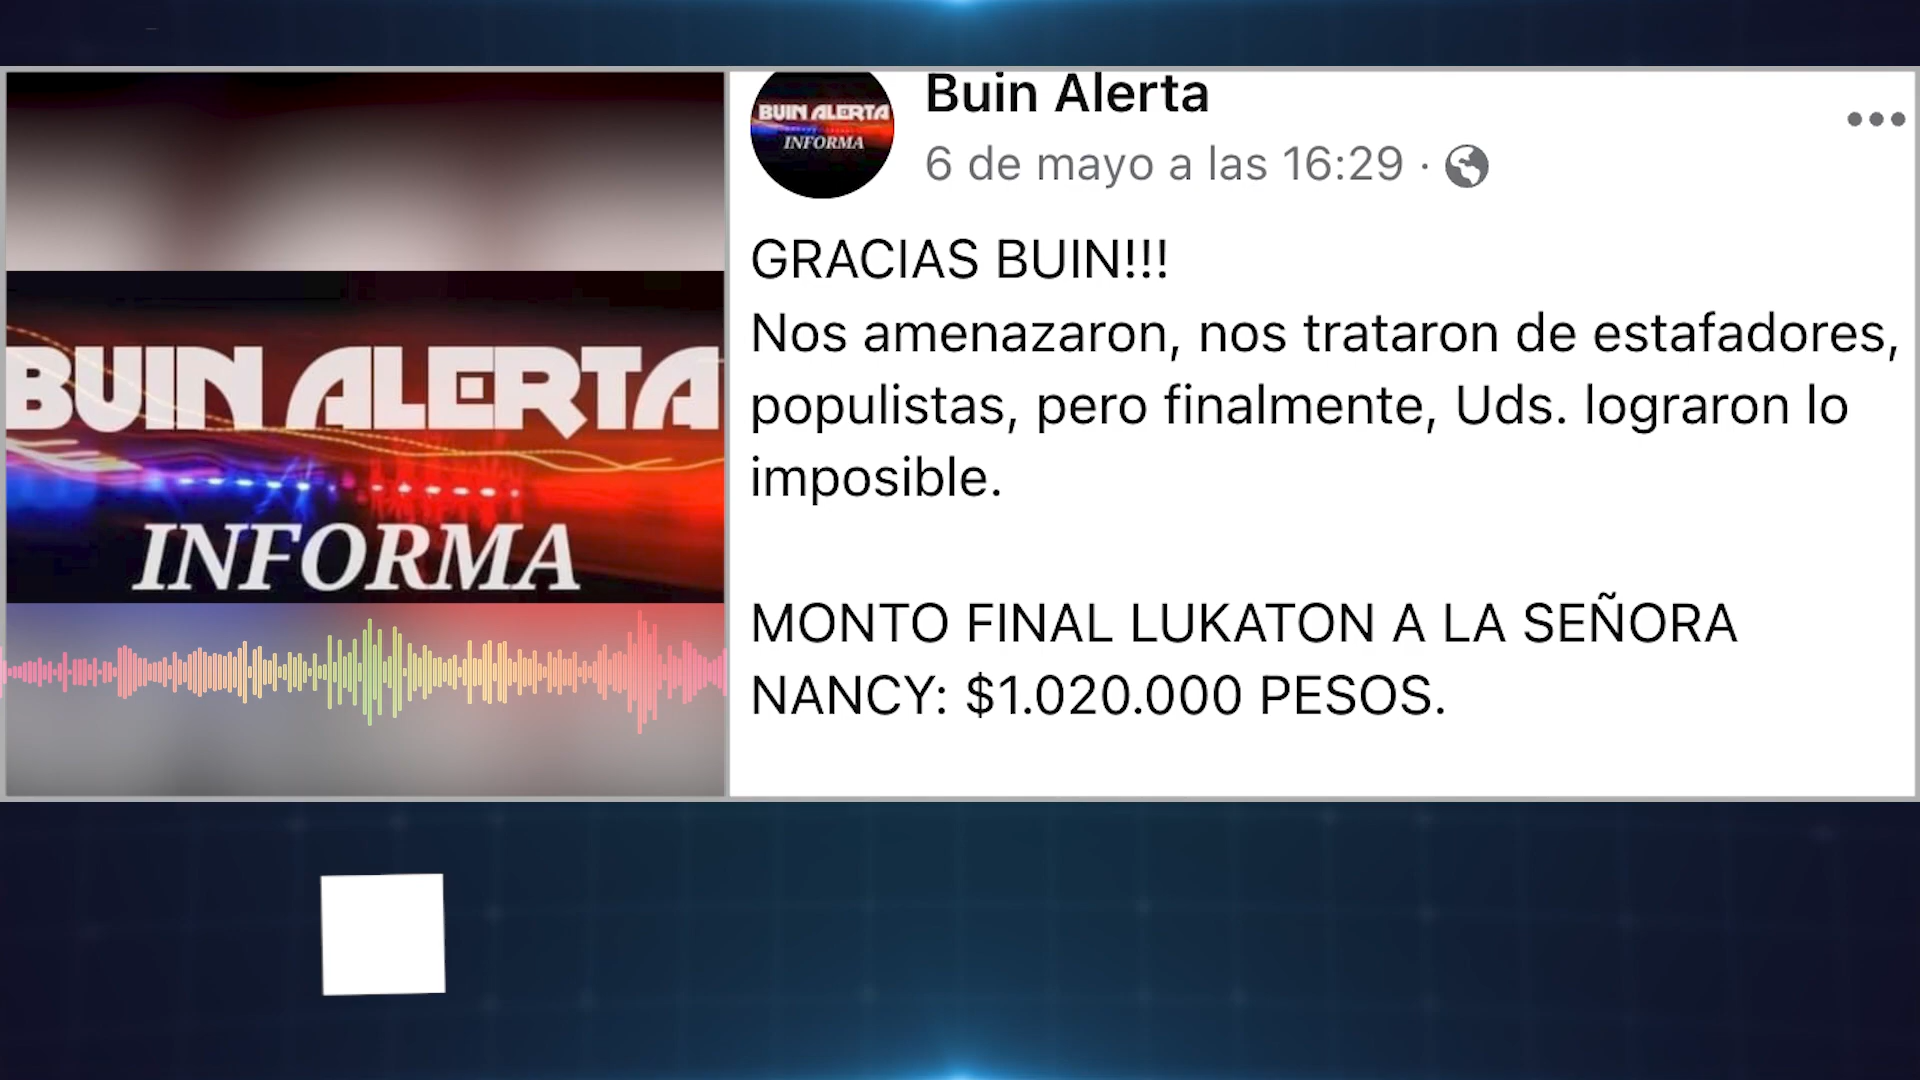 BUIN ALERTA
INFORMA
BUIN ALERTA
INFORMA
Buin Alerta
6 de mayo a las 16:29 ·
GRACIAS BUIN!!!
Nos amenazaron, nos trataron de estafadores,
populistas, pero finalmente, Uds. lograron lo
imposible.
MONTO FINAL LUKATON A LA SEÑORA
NANCY: $1.020.000 PESOS.